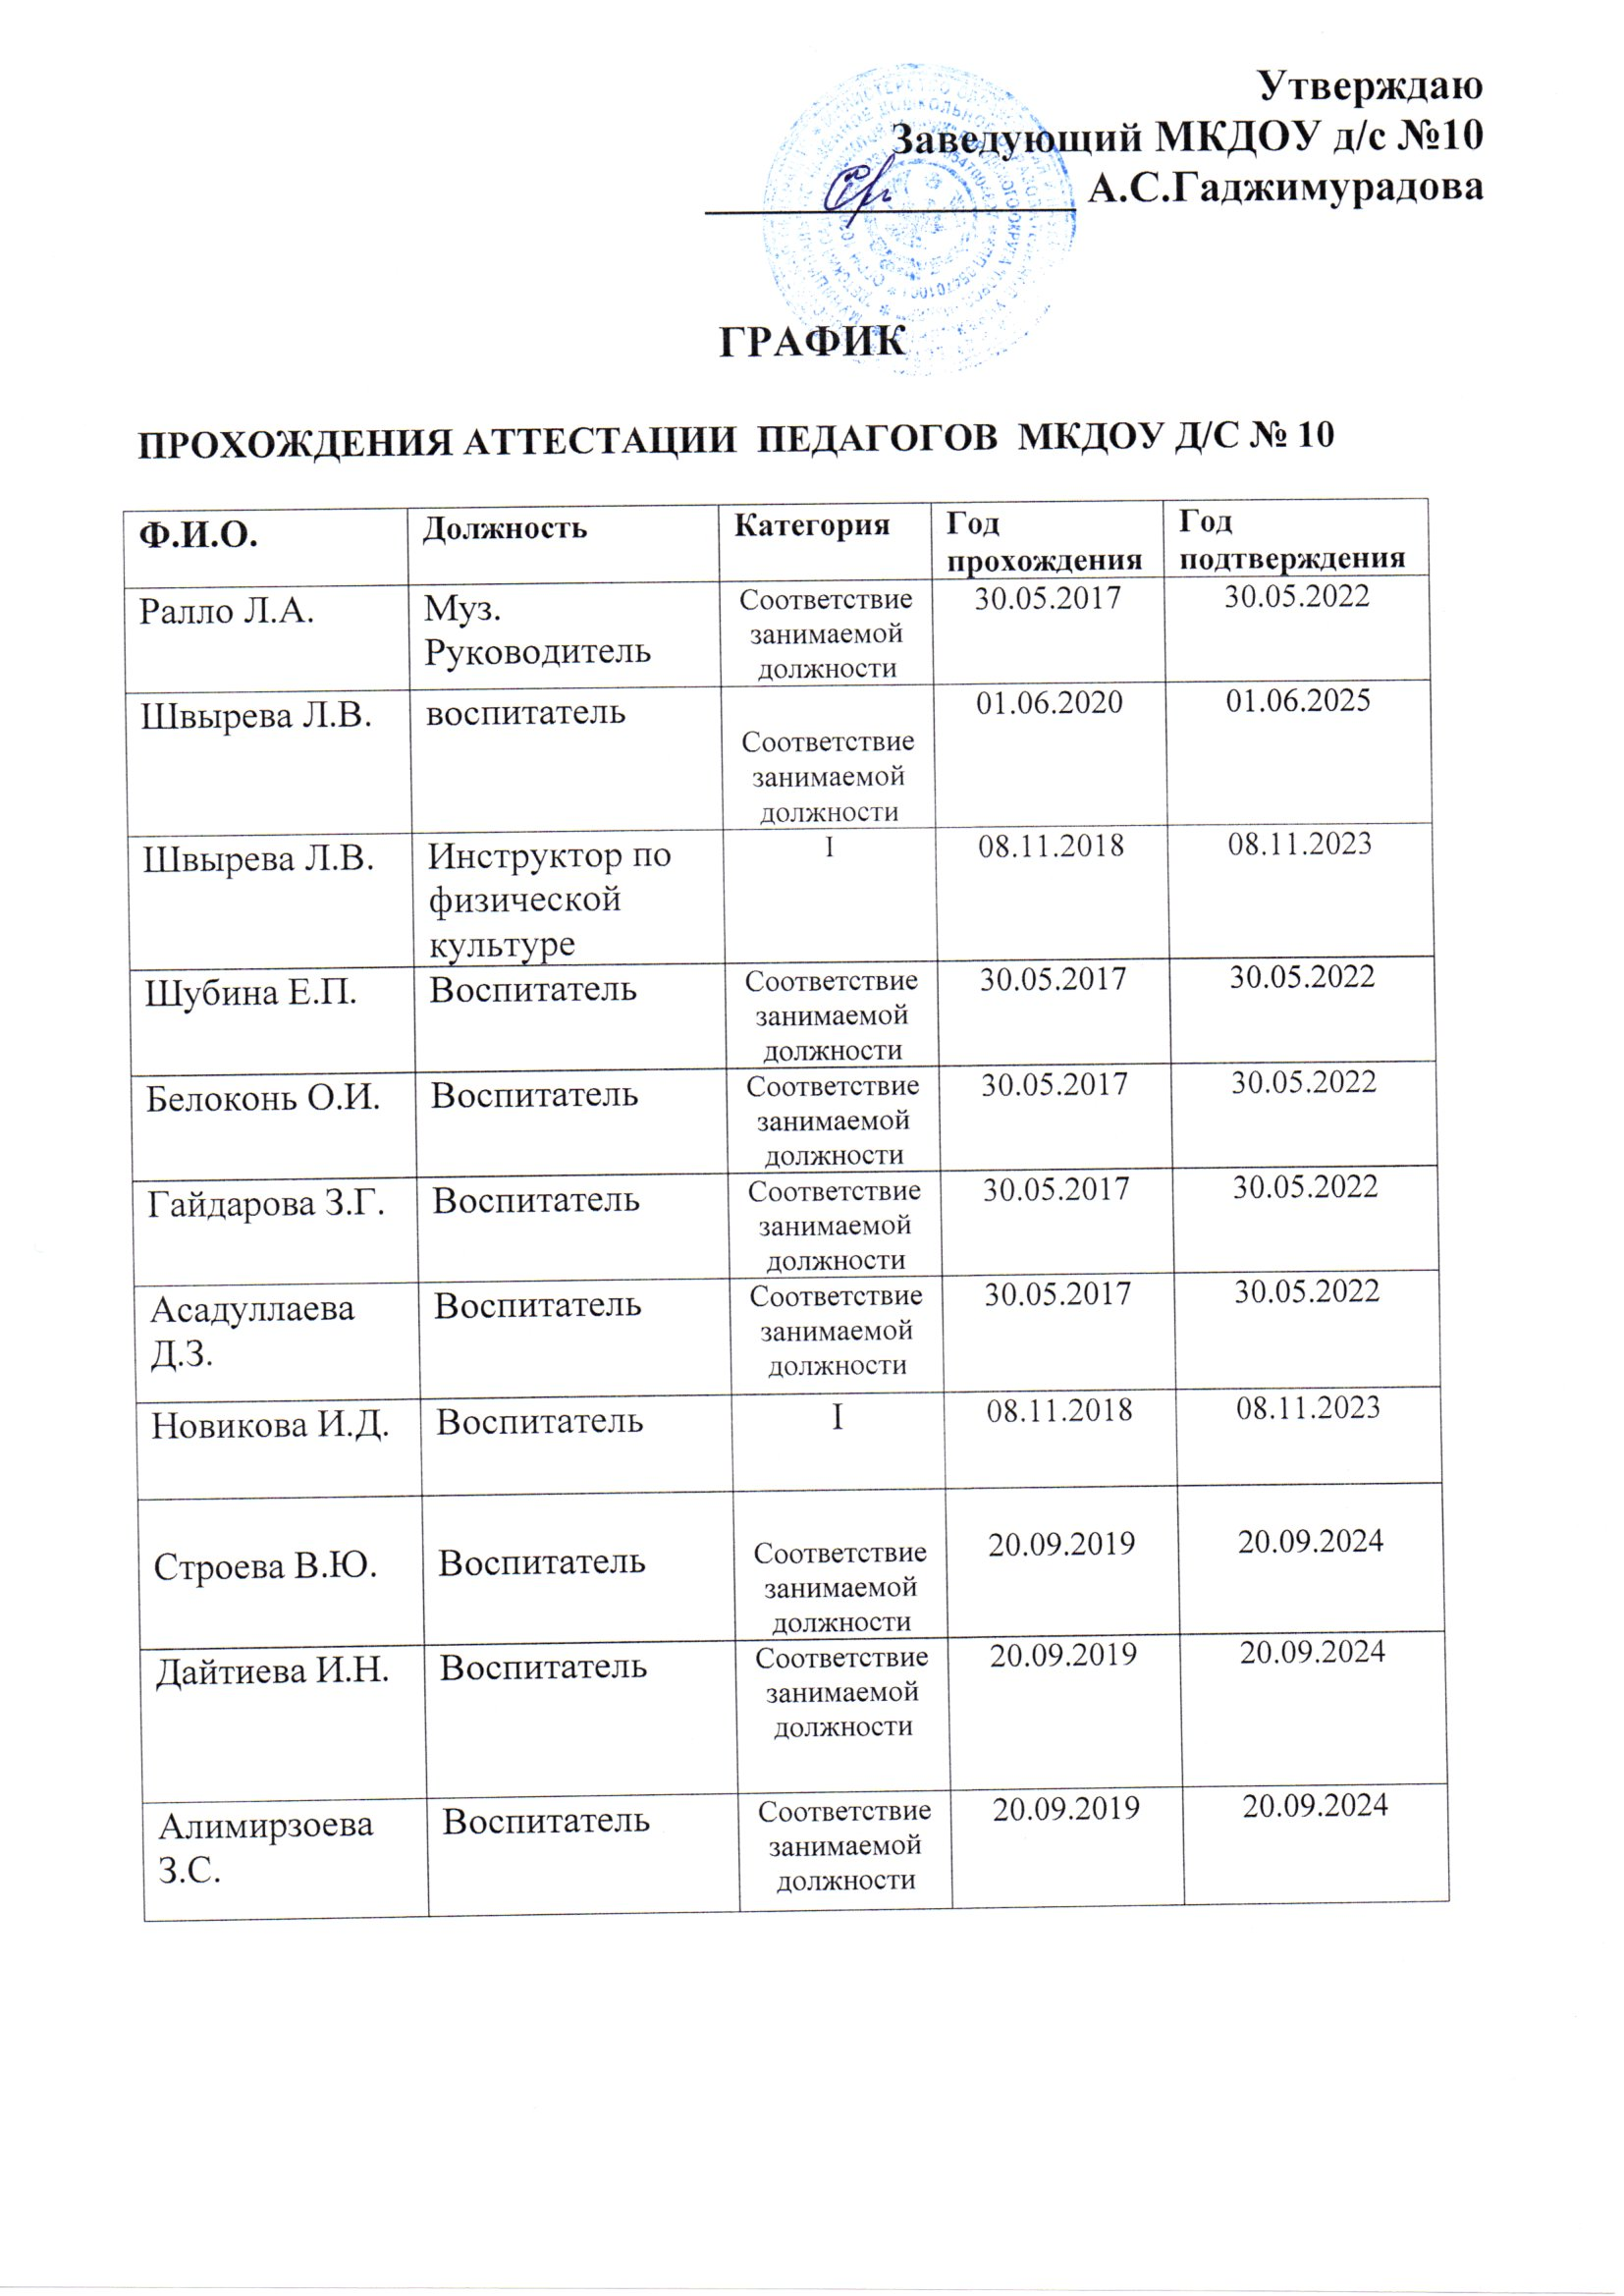 Утверждаю
Заведующий МКДОУ д/с №10
А.С.Гаджимурадова
ГРАФИК
ПРОХОЖДЕНИЯ АТТЕСТАЦИИ ПЕДАГОГОВ МКДОУ Д/С № 10
Ф.И.О. Должность Категория Год прохождения Год подтверждения
Ралло Л.А. Муз. Руководитель Соответствие занимаемой должности 30.05.2017 30.05.2022
Швырева Л.В. воспитатель Соответствие занимаемой должности 01.06.2020 01.06.2025
Швырева Л.В. Инструктор по физической культуре I 08.11.2018 08.11.2023
Шубина Е.П. Воспитатель Соответствие занимаемой должности 30.05.2017 30.05.2022
Белоконь О.И. Воспитатель Соответствие занимаемой должности 30.05.2017 30.05.2022
Гайдарова З.Г. Воспитатель Соответствие занимаемой должности 30.05.2017 30.05.2022
Асадуллаева Д.З. Воспитатель Соответствие занимаемой должности 30.05.2017 30.05.2022
Новикова И.Д. Воспитатель I 08.11.2018 08.11.2023
Строева В.Ю. Воспитатель Соответствие занимаемой должности 20.09.2019 20.09.2024
Дайтиева И.Н. Воспитатель Соответствие занимаемой должности 20.09.2019 20.09.2024
Алимирзоева З.С. Воспитатель Соответствие занимаемой должности 20.09.2019 20.09.2024